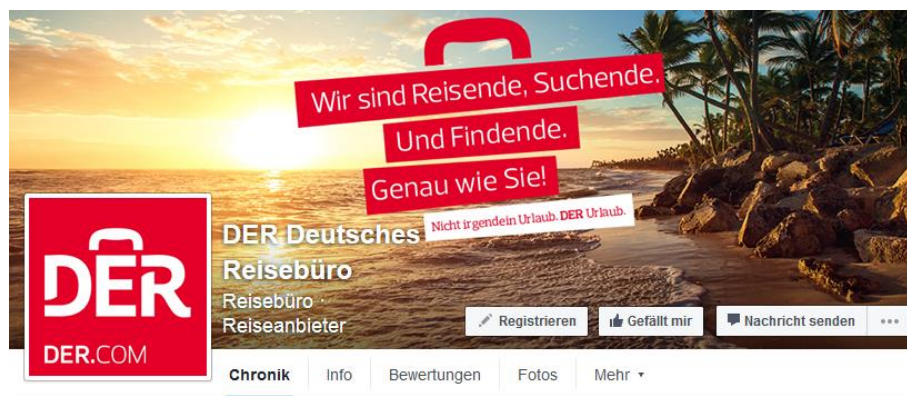 Wir sind Reisende, Suchende.
Und Findende.
Genau wie Sie!
Nicht irgendein Urlaub. DER Urlaub.
DER
DER.COM
DER Deutsches
Reisebüro
Reisebüro ·
Reiseanbieter
Registrieren
Gefällt mir
Nachricht senden
Chronik
Info
Bewertungen
Fotos
Mehr